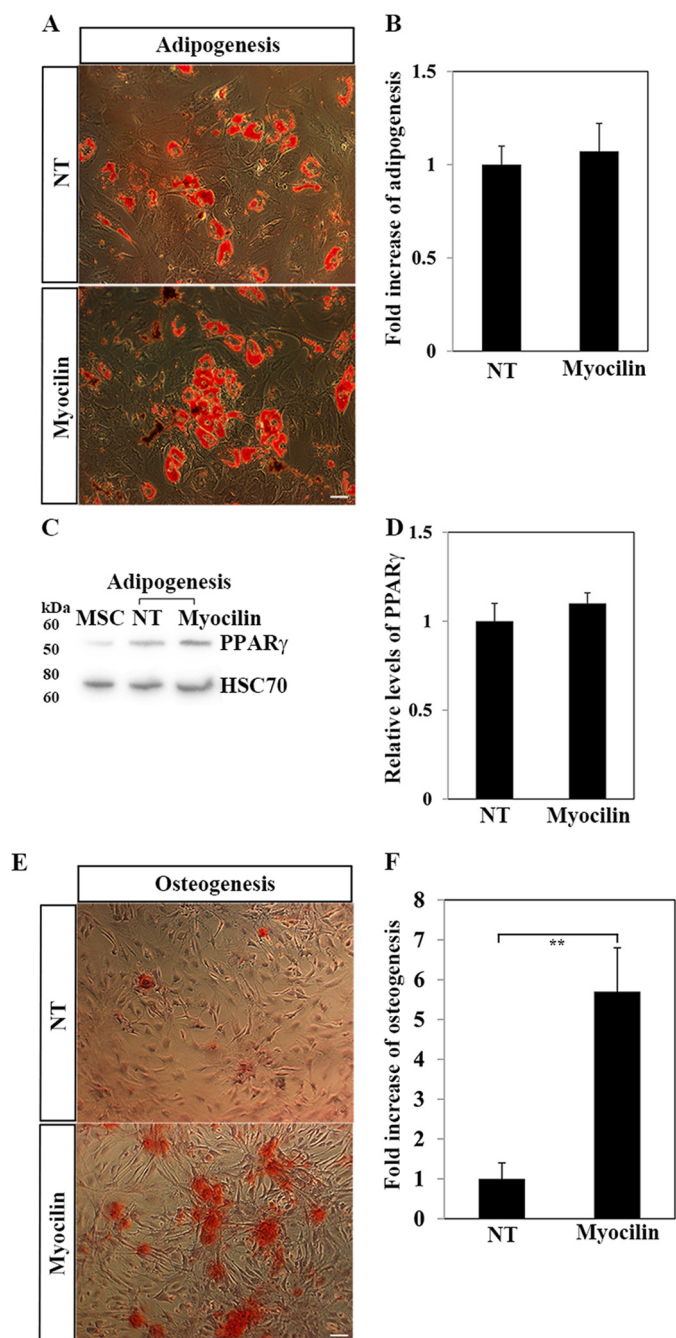 A
Adipogenesis
NT
Myocilin
B
Fold increase of adipogenesis
1.5
1
0.5
0
NT Myocilin
C
Adipogenesis
kDa
MSC NT Myocilin
60
50
PPARγ
80
60
HSC70
D
Relative levels of PPARγ
1.5
1
0.5
0
NT Myocilin
E
Osteogenesis
NT
Myocilin
F
Fold increase of osteogenesis
8
7
6
5
4
3
2
1
0
**
NT Myocilin